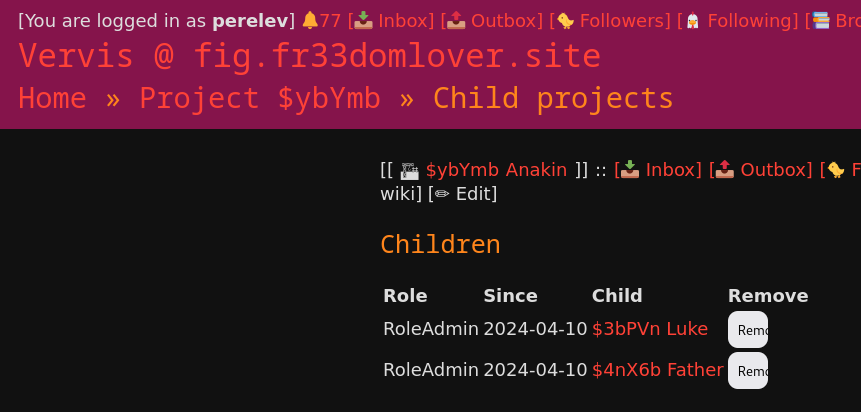 [You are logged in as perelev] 🔔77 [📥 Inbox] [📤 Outbox] [🐤 Followers] [🐔 Following] [📚 Bro
Vervis @ fig.fr33domlover.site
Home » Project $ybYmb » Child projects
[[ 🏗 $ybYmb Anakin ]] :: [📥 Inbox] [📤 Outbox] [🐤 F
wiki] [✏ Edit]
Children
Role Since Child Remove
RoleAdmin 2024-04-10 $3bPVn Luke Remo
RoleAdmin 2024-04-10 $4nX6b Father Remo